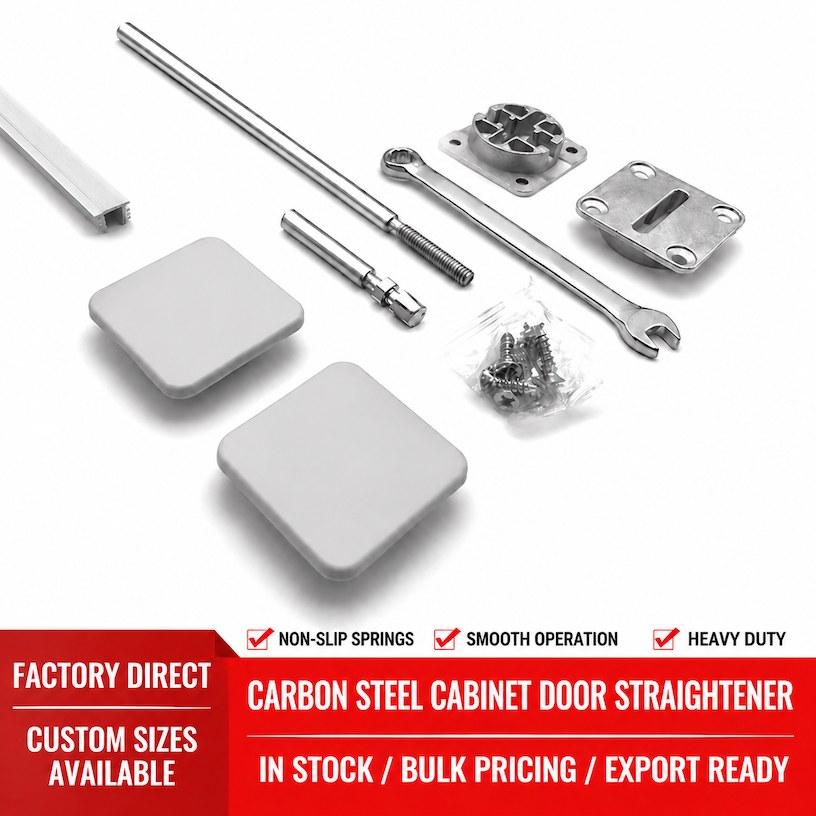 NON-SLIP SPRINGS
SMOOTH OPERATION
HEAVY DUTY
FACTORY DIRECT
CUSTOM SIZES
AVAILABLE
CARBON STEEL CABINET DOOR STRAIGHTENER
IN STOCK / BULK PRICING / EXPORT READY